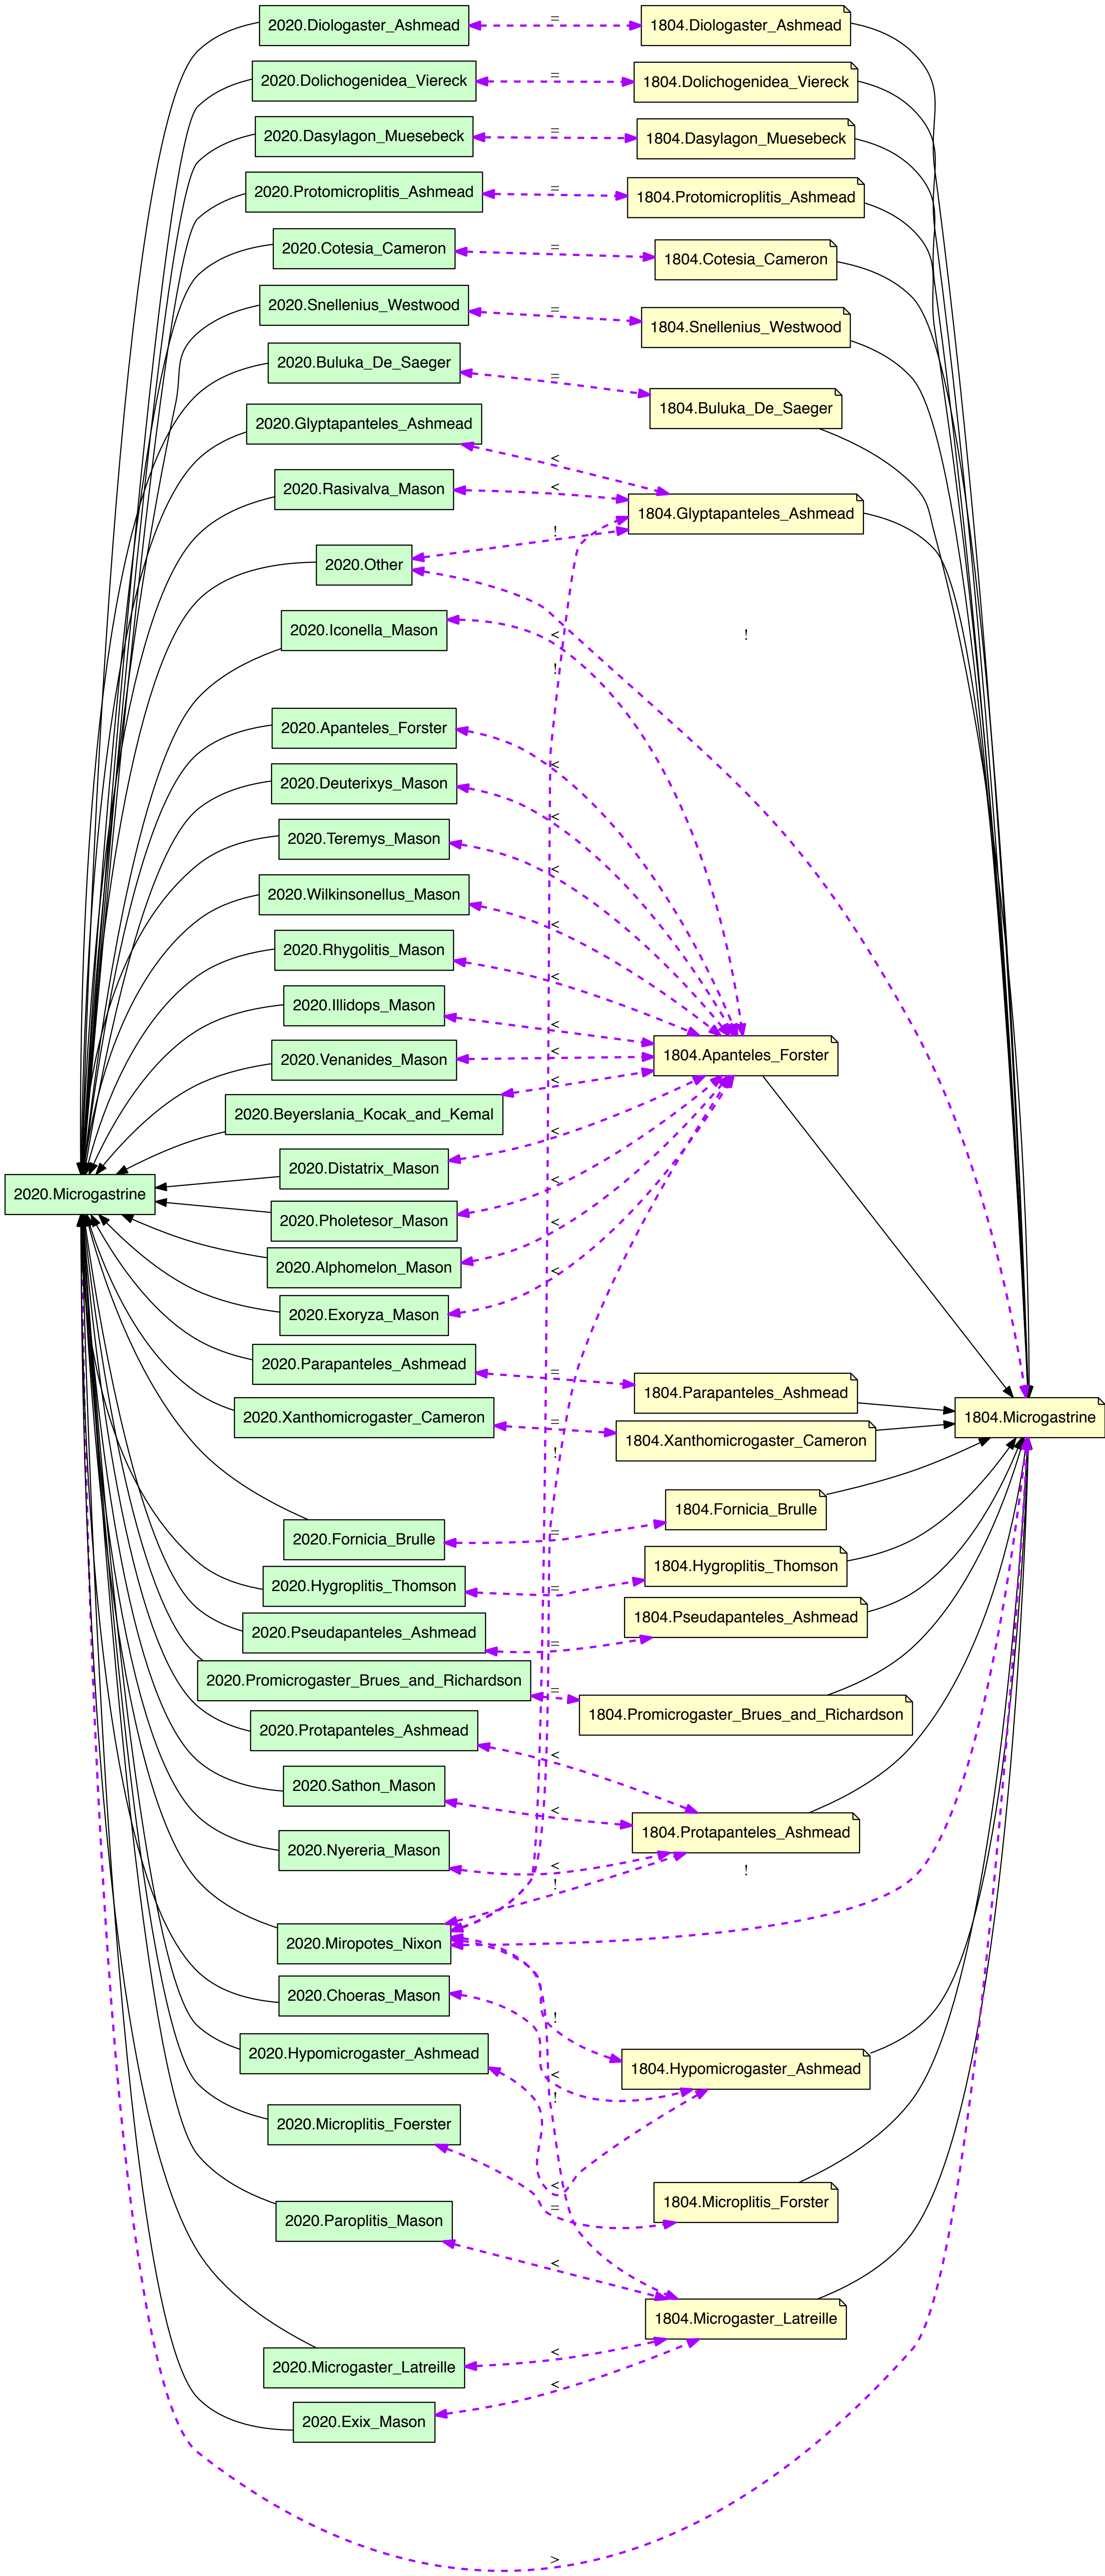 2020.Diologaster_Ashmead
=
1804.Diologaster_Ashmead
2020.Dolichogenidea_Viereck
=
1804.Dolichogenidea_Viereck
2020.Dasylagon_Muesebeck
=
1804.Dasylagon_Muesebeck
2020.Protomicroplitis_Ashmead
=
1804.Protomicroplitis_Ashmead
2020.Cotesia_Cameron
=
1804.Cotesia_Cameron
2020.Snellenius_Westwood
=
1804.Snellenius_Westwood
2020.Buluka_De_Saeger
=
1804.Buluka_De_Saeger
2020.Glyptapanteles_Ashmead
<
2020.Rasivalva_Mason
<
1804.Glyptapanteles_Ashmead
!
2020.Other
2020.Iconella_Mason
<
!
!
2020.Apanteles_Forster
<
2020.Deuterixys_Mason
<
2020.Teremys_Mason
<
2020.Wilkinsonellus_Mason
<
2020.Rhygolitis_Mason
<
2020.Illidops_Mason
<
2020.Venanides_Mason
<
1804.Apanteles_Forster
<
2020.Beyerslania_Kocak_and_Kemal
<
2020.Distatrix_Mason
<
2020.Microgastrine
2020.Pholetesor_Mason
<
2020.Alphomelon_Mason
<
2020.Exoryza_Mason
2020.Parapanteles_Ashmead
=
1804.Parapanteles_Ashmead
2020.Xanthomicrogaster_Cameron
=
1804.Xanthomicrogaster_Cameron
1804.Microgastrine
!
1804.Fornicia_Brulle
2020.Fornicia_Brulle
=
1804.Hygroplitis_Thomson
2020.Hygroplitis_Thomson
=
1804.Pseudapanteles_Ashmead
2020.Pseudapanteles_Ashmead
=
2020.Promicrogaster_Brues_and_Richardson
=
1804.Promicrogaster_Brues_and_Richardson
2020.Protapanteles_Ashmead
<
2020.Sathon_Mason
<
1804.Protapanteles_Ashmead
2020.Nyereria_Mason
<
!
!
2020.Miropotes_Nixon
2020.Choeras_Mason
!
2020.Hypomicrogaster_Ashmead
1804.Hypomicrogaster_Ashmead
<
!
2020.Microplitis_Foerster
<
1804.Microplitis_Forster
=
2020.Paroplitis_Mason
<
1804.Microgaster_Latreille
<
2020.Microgaster_Latreille
<
2020.Exix_Mason
>